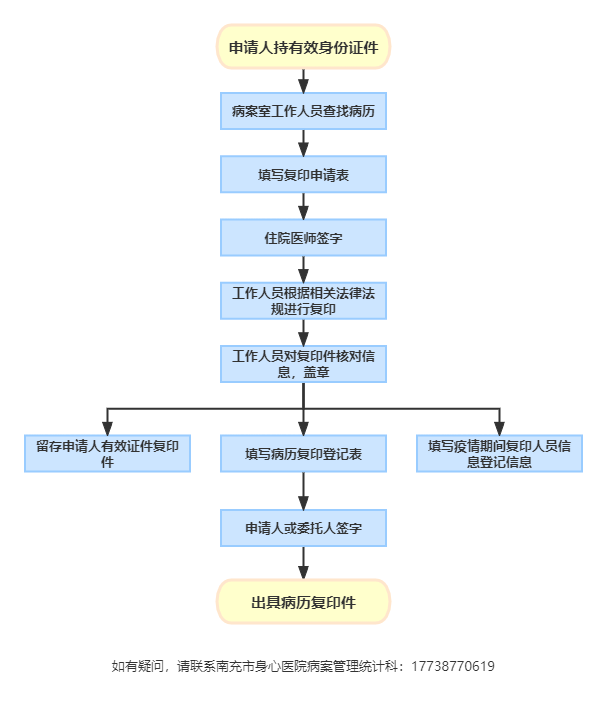 申请人持有效身份证件
病案室工作人员查找病历
填写复印申请表
住院医师签字
工作人员根据相关法律法
规进行复印
工作人员对复印件核对信
息，盖章
留存申请人有效证件复印
件
填写病历复印登记表
填写疫情期间复印人员信
息登记信息
申请人或委托人签字
出具病历复印件
如有疑问，请联系南充市身心医院病案管理统计科：17738770619